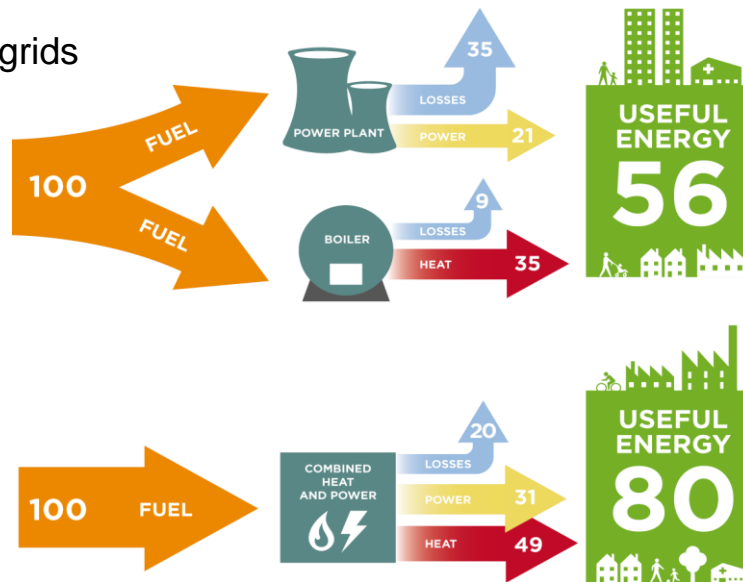 grids
100
FUEL
FUEL
POWER PLANT
35
LOSSES
POWER 21
BOILER
9
LOSSES
HEAT 35
USEFUL
ENERGY
56
100 FUEL
COMBINED
HEAT
AND POWER
20
LOSSES
POWER 31
HEAT 49
USEFUL
ENERGY
80